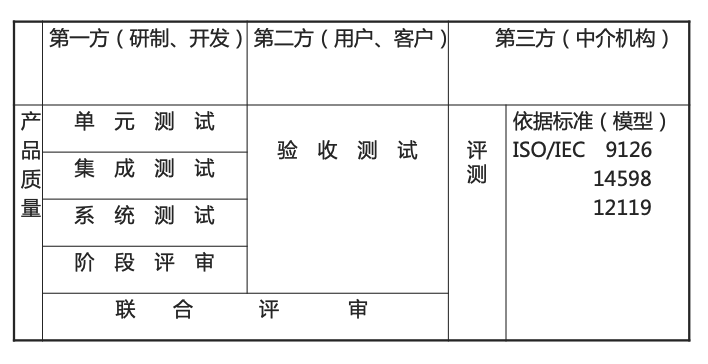 第一方（研制、开发） 第二方（用户、客户） 第三方（中介机构）
产品质量
单元测试
集成测试
系统测试
阶段评审
验收测试
联合评审
评测
依据标准（模型）
ISO/IEC 9126
14598
12119